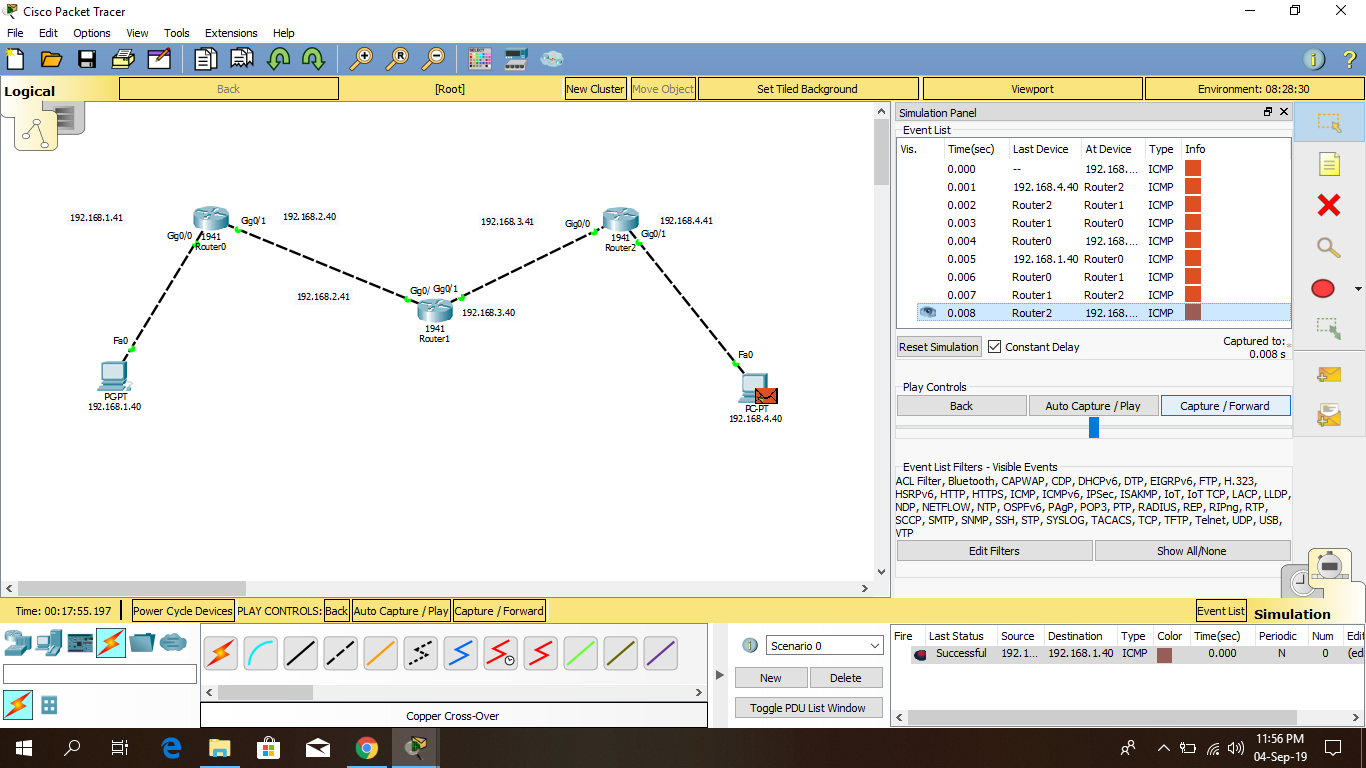 Cisco Packet Tracer
File Edit Options View Tools Extensions Help
Logical
Back
[Root]
New Cluster
Move Object
Set Tiled Background
Viewport
Environment: 08:28:30
192.168.1.41
Gg0/1
192.168.2.40
Gg0/0
1941
Router0
192.168.3.41
Gg0/0
192.168.4.41
1941
Gg0/1
Router2
192.168.2.41
Gg0/
Gg0/1
192.168.3.40
1941
Router1
Fa0
PC-PT
192.168.1.40
Fa0
PC-PT
192.168.4.40
Simulation Panel
Event List
Vis. Time(sec) Last Device At Device Type Info
0.000 -- 192.168.... ICMP
0.001 192.168.4.40 Router2 ICMP
0.002 Router2 Router1 ICMP
0.003 Router1 Router0 ICMP
0.004 Router0 192.168.... ICMP
0.005 192.168.1.40 Router0 ICMP
0.006 Router0 Router1 ICMP
0.007 Router1 Router2 ICMP
0.008 Router2 192.168.... ICMP
Reset Simulation
Constant Delay
Captured to:
0.008 s
Play Controls
Back
Auto Capture / Play
Capture / Forward
Event List Filters - Visible Events
ACL Filter, Bluetooth, CAPWAP, CDP, DHCPv6, DTP, EIGRPv6, FTP, H.323,
HSRPv6, HTTP, HTTPS, ICMP, ICMPv6, IPSec, ISAKMP, IoT, IoT TCP, LACP, LLDP,
NDP, NETFLOW, NTP, OSPFv6, PAgP, POP3, PTP, RADIUS, REP, RIPng, RTP,
SCCP, SMTP, SNMP, SSH, STP, SYSLOG, TACACS, TCP, TFTP, Telnet, UDP, USB,
VTP
Edit Filters
Show All/None
Time: 00:17:55.197
Power Cycle Devices
PLAY CONTROLS:
Back
Auto Capture / Play
Capture / Forward
Event List
Simulation
Copper Cross-Over
Scenario 0
New
Delete
Toggle PDU List Window
Fire Last Status Source Destination Type Color Time(sec) Periodic Num Edit
Successful 192.1... 192.168.1.40 ICMP 0.000 N 0 (ed
11:56 PM
04-Sep-19